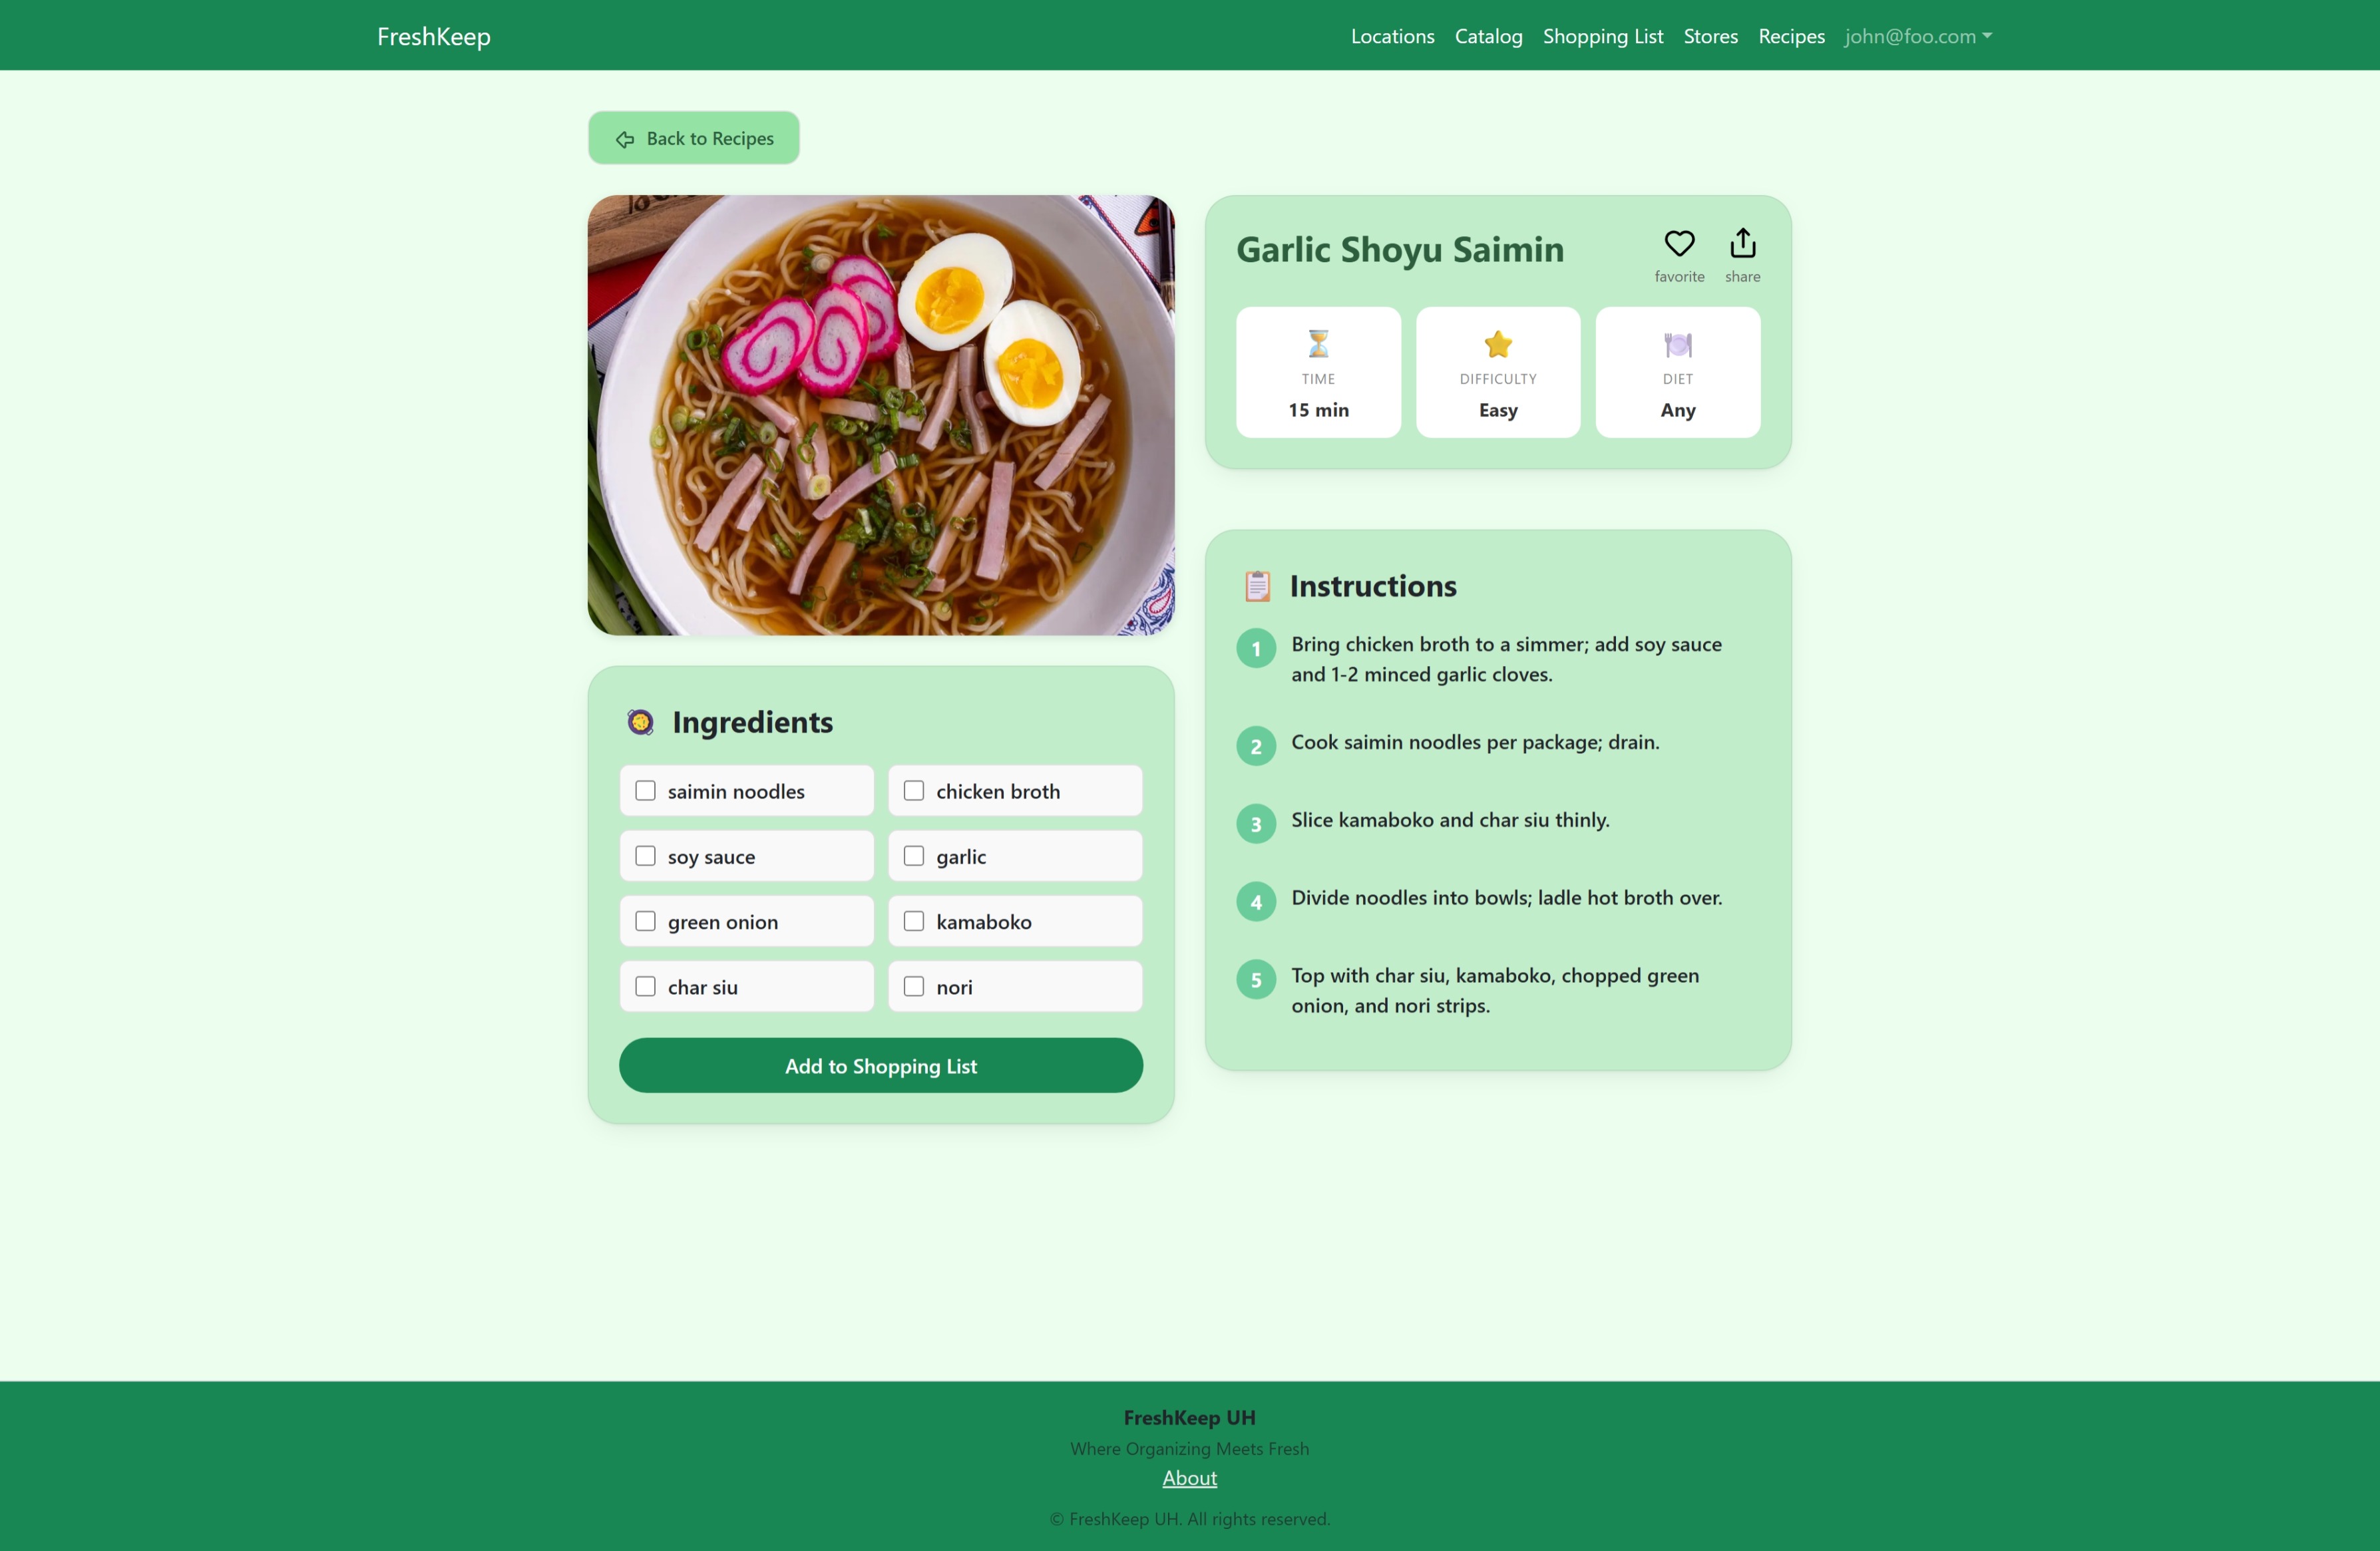 FreshKeep
Locations Catalog Shopping List Stores Recipes john@foo.com
Back to Recipes
Garlic Shoyu Saimin
favorite share
TIME
15 min
DIFFICULTY
Easy
DIET
Any
Ingredients
saimin noodles
chicken broth
soy sauce
garlic
green onion
kamaboko
char siu
nori
Add to Shopping List
Instructions
1 Bring chicken broth to a simmer; add soy sauce
and 1-2 minced garlic cloves.
2 Cook saimin noodles per package; drain.
3 Slice kamaboko and char siu thinly.
4 Divide noodles into bowls; ladle hot broth over.
5 Top with char siu, kamaboko, chopped green
onion, and nori strips.
FreshKeep UH
Where Organizing Meets Fresh
About
© FreshKeep UH. All rights reserved.